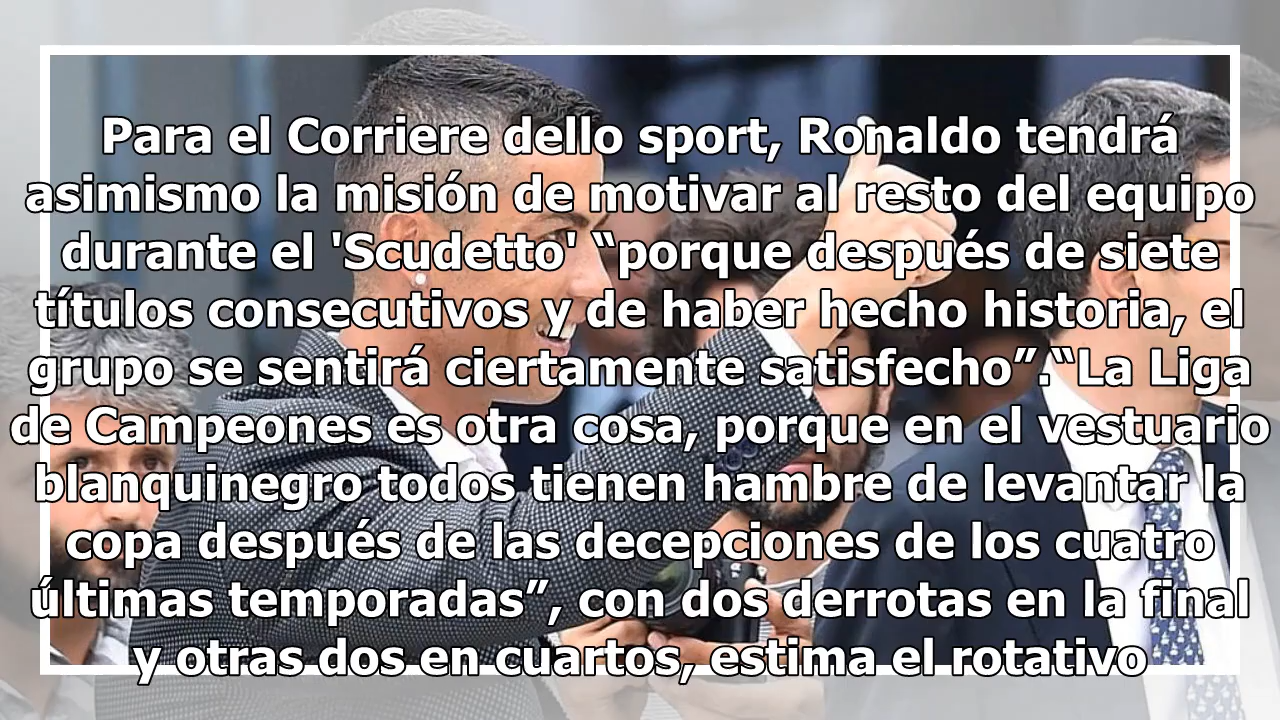 Para el Corriere dello sport, Ronaldo tendrá
asimismo la misión de motivar al resto del equipo
durante el 'Scudetto' “porque después de siete
títulos consecutivos y de haber hecho historia, el
grupo se sentirá ciertamente satisfecho”.“La Liga
de Campeones es otra cosa, porque en el vestuario
blanquinegro todos tienen hambre de levantar la
copa después de las decepciones de los cuatro
últimas temporadas”, con dos derrotas en la final
y otras dos en cuartos, estima el rotativo